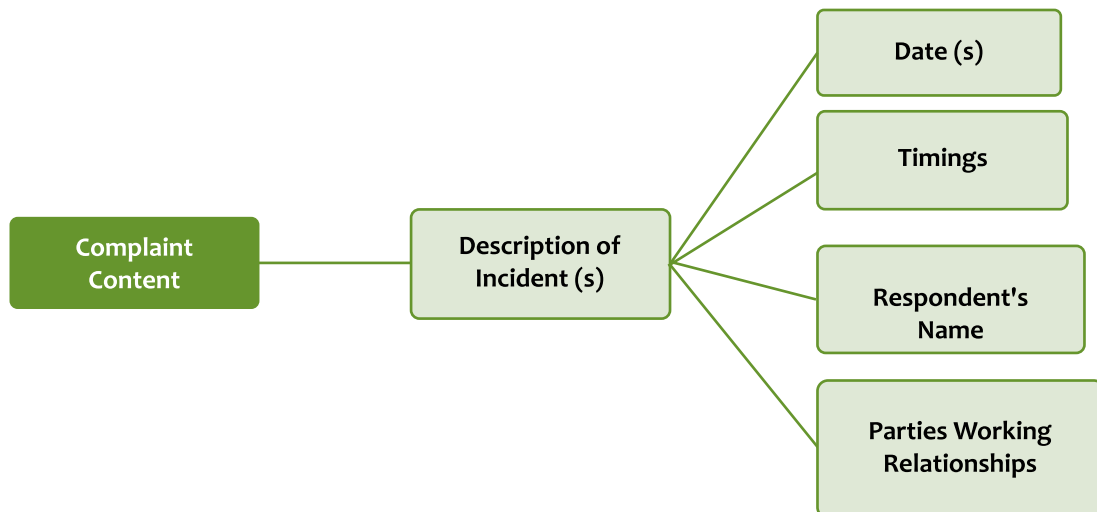 Complaint
Content
Description of
Incident (s)
Date (s)
Timings
Respondent's
Name
Parties Working
Relationships